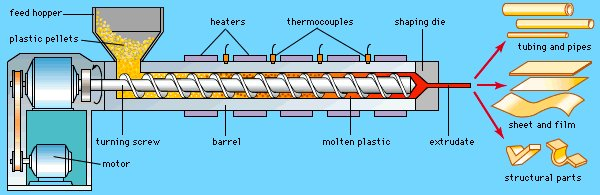 feed hopper
plastic pellets
heaters
thermocouples
shaping die
tubing and pipes
sheet and film
structural parts
turning screw
barrel
molten plastic
extrudate
motor